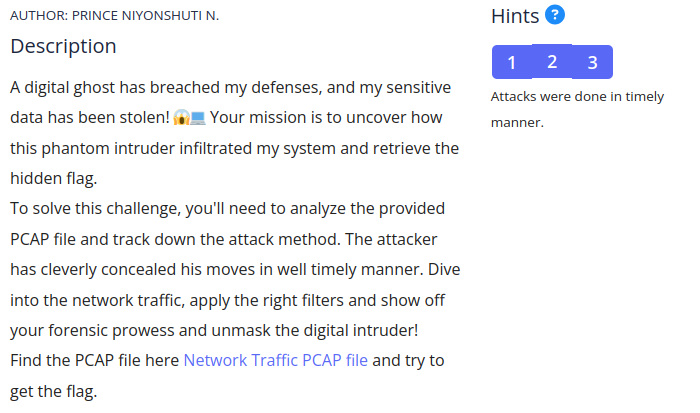 AUTHOR: PRINCE NIYONSHUTI N.
Description
A digital ghost has breached my defenses, and my sensitive
data has been stolen! 😱💻 Your mission is to uncover how
this phantom intruder infiltrated my system and retrieve the
hidden flag.
To solve this challenge, you'll need to analyze the provided
PCAP file and track down the attack method. The attacker
has cleverly concealed his moves in well timely manner. Dive
into the network traffic, apply the right filters and show off
your forensic prowess and unmask the digital intruder!
Find the PCAP file here Network Traffic PCAP file and try to
get the flag.
Hints ?
1 2 3
Attacks were done in timely
manner.